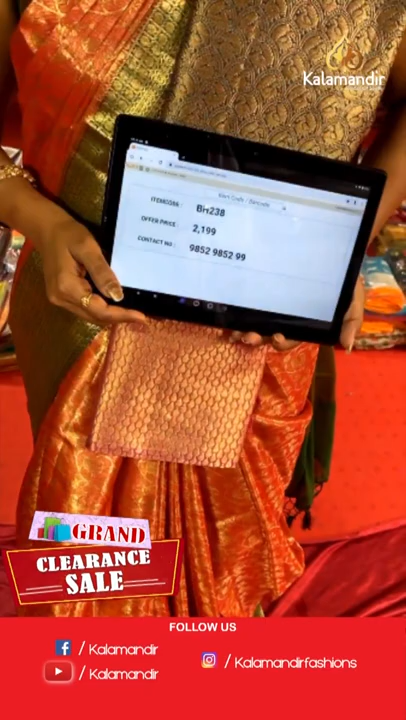 Kalamandir
ITEMCODE :
OFFER PRICE : 2,199
CONTACT NO : 9852 9852 99
GRAND
CLEARANCE
SALE
FOLLOW US
/ Kalamandir
/ Kalamandir
/ Kalamandirfashions